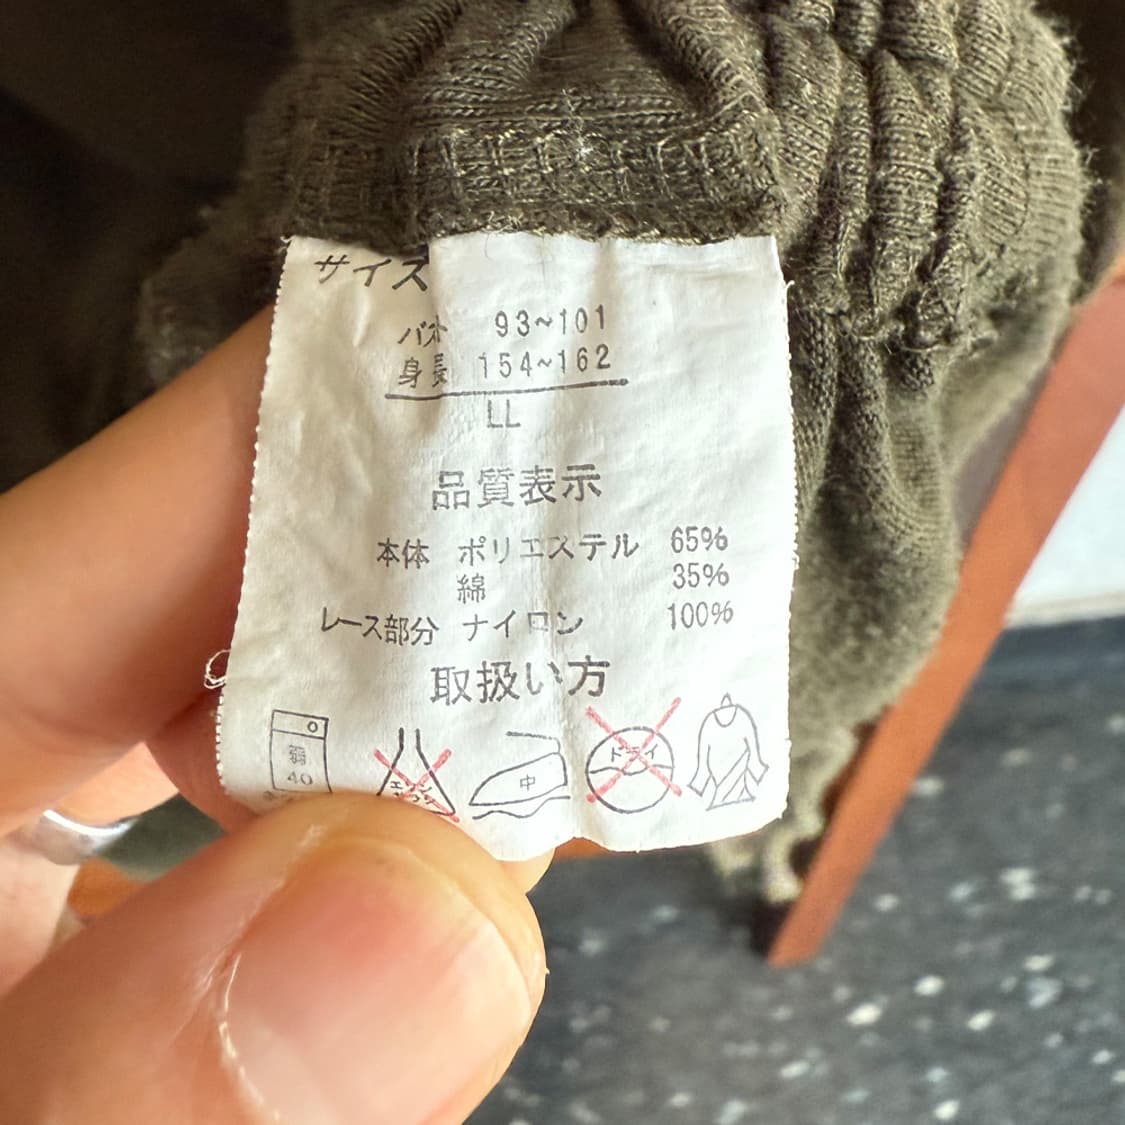 サイズ
バスト 93~101
身長 154~162
LL
品質表示
本体 ポリエステル 65%
綿 35%
レース部分 ナイロン 100%
取扱い方
弱
40
中
ドライ